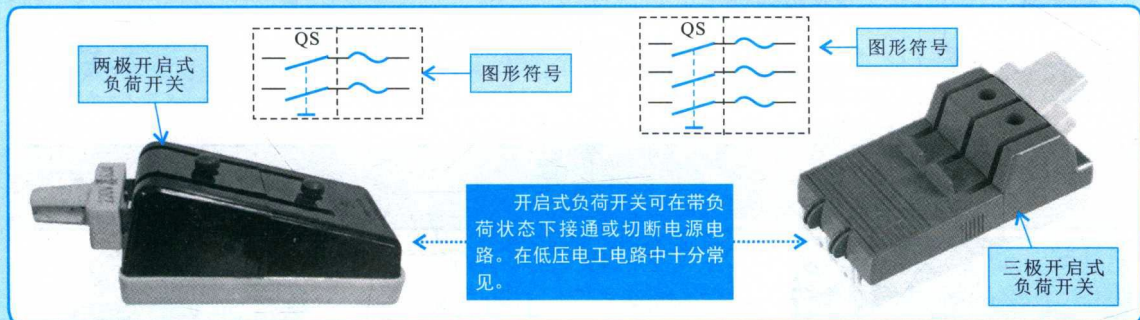 两极开启式
负荷开关
QS
图形符号
QS
图形符号
开启式负荷开关可在带负
荷状态下接通或切断电源电
路。在低压电工电路中十分常
见。
三极开启式
负荷开关